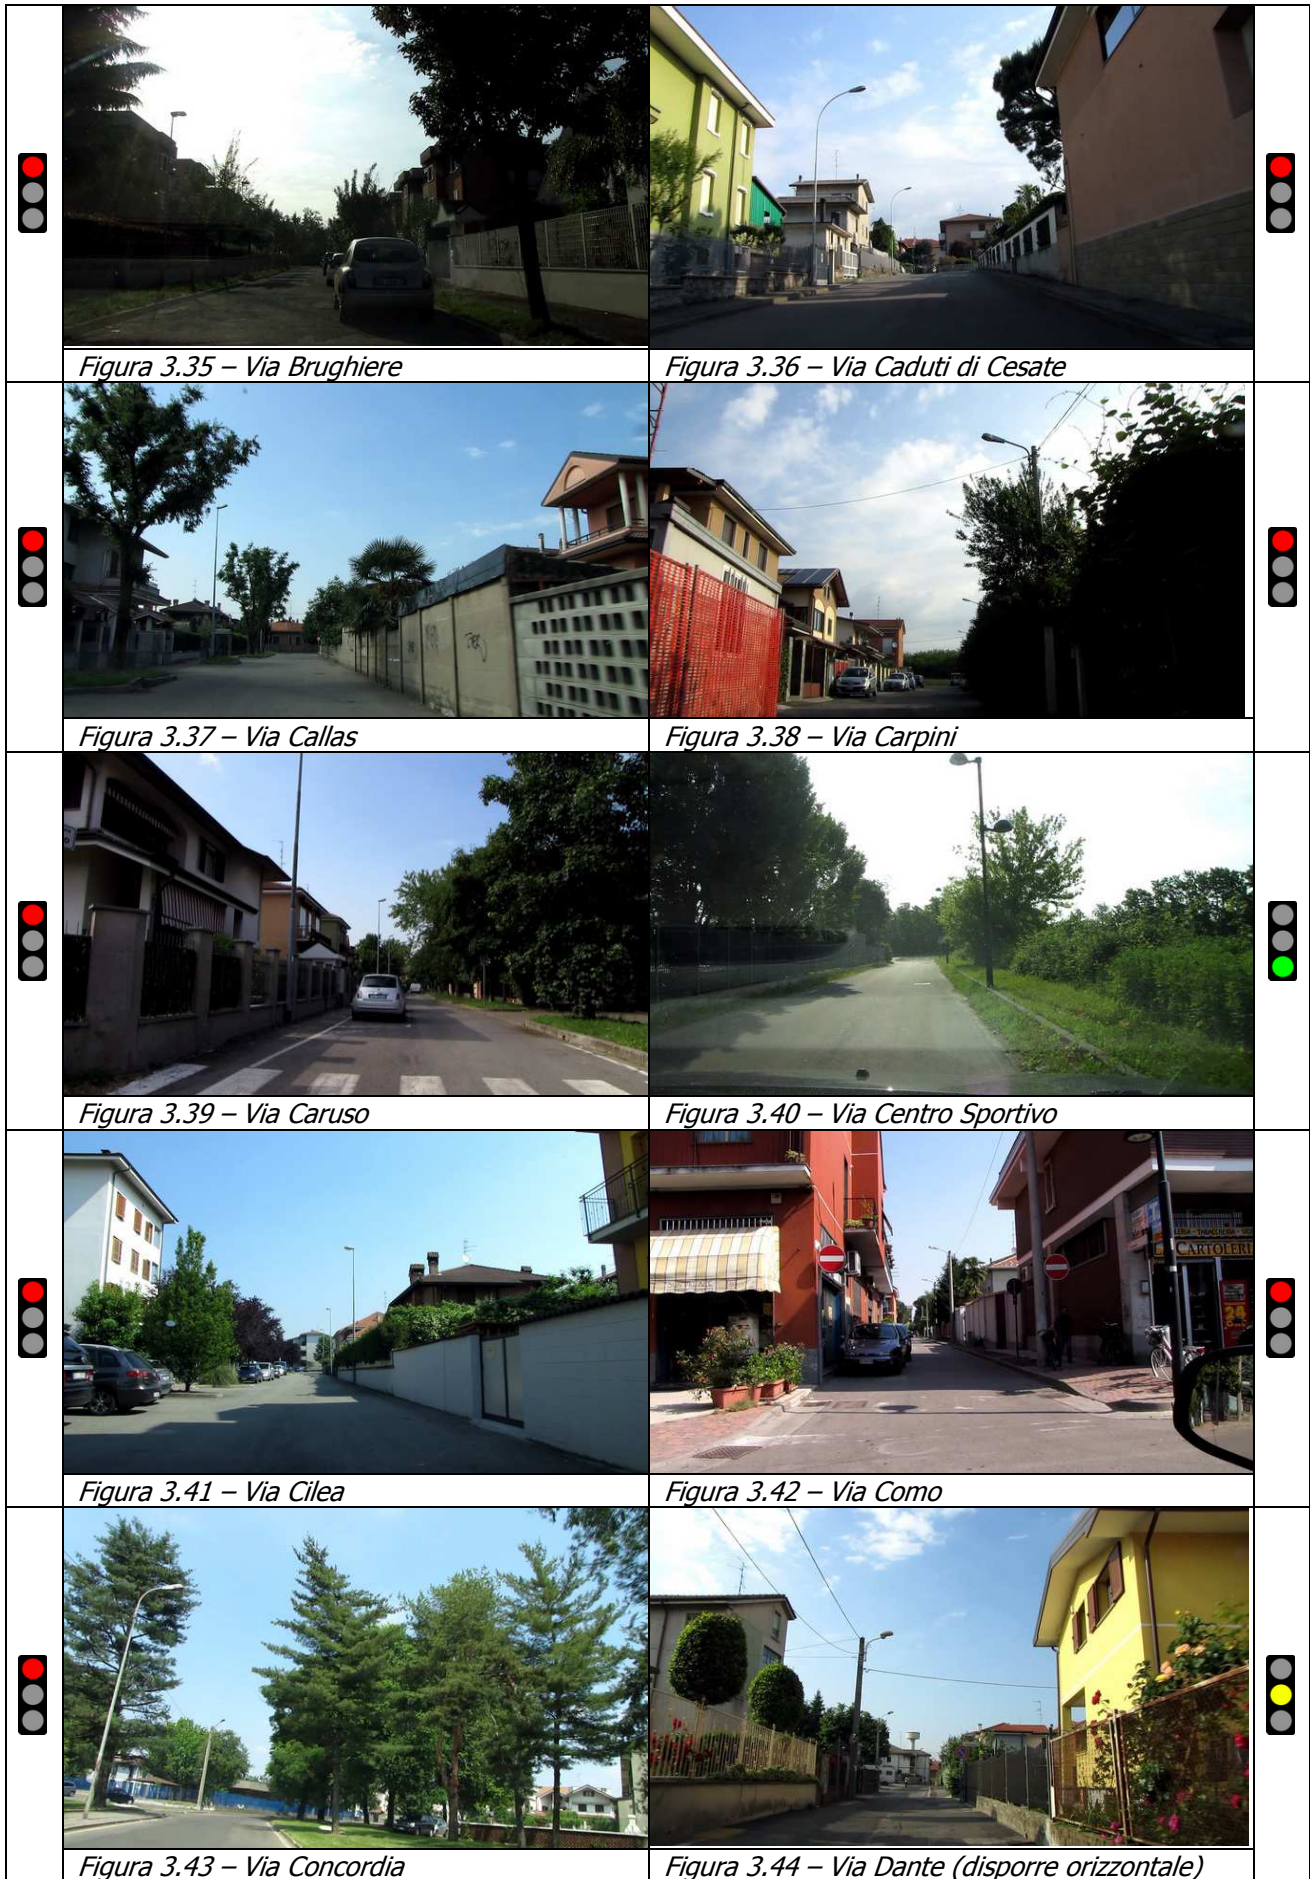 Figura 3.35 – Via Brughiere
Figura 3.36 – Via Caduti di Cesate
Figura 3.37 – Via Callas
Figura 3.38 – Via Carpini
Figura 3.39 – Via Caruso
Figura 3.40 – Via Centro Sportivo
CARTOLERI
24
Figura 3.41 – Via Cilea
Figura 3.42 – Via Como
Figura 3.43 – Via Concordia
Figura 3.44 – Via Dante (disporre orizzontale)